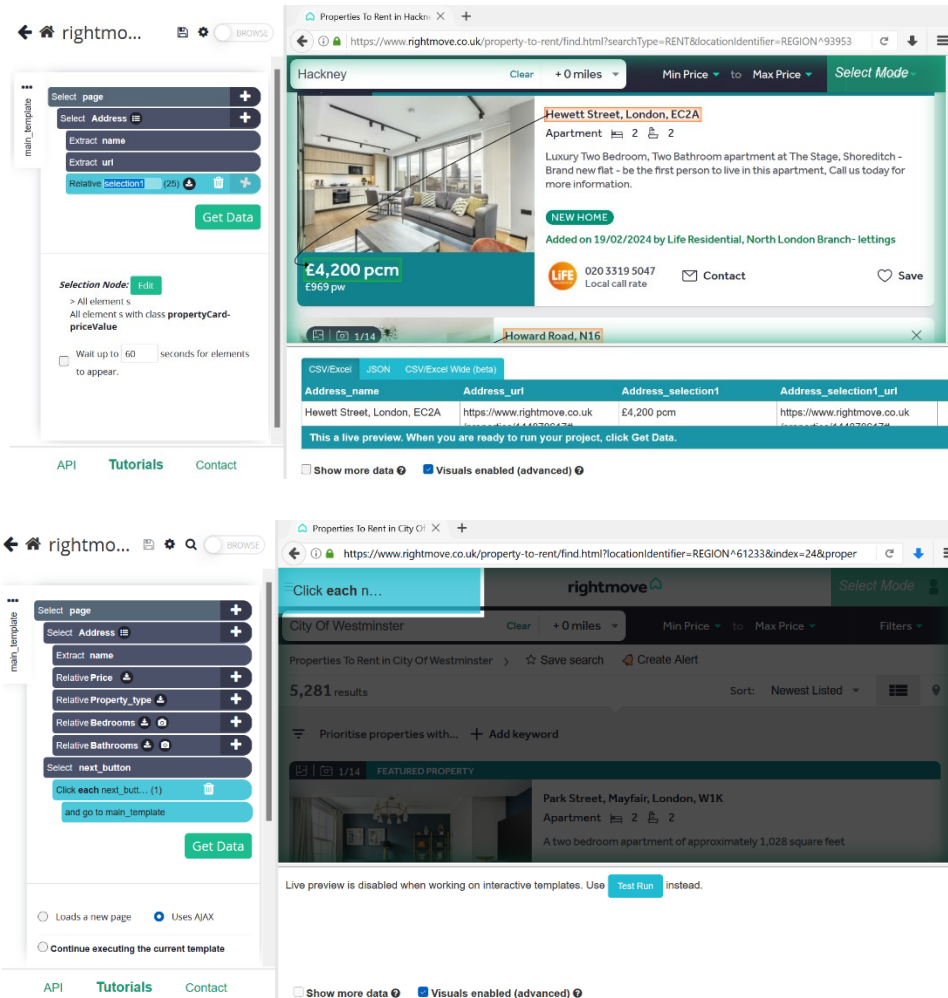 Properties To Rent in Hackn
rightmo...
BROWSE
https://www.rightmove.co.uk/property-to-rent/find.html?searchType=RENT&locationIdentifier=REGION^93953
Hackney
Clear
+ 0 miles
Min Price
to
Max Price
Select Mode
main_template
Select page
Select Address
Extract name
Extract url
Relative selection1 (25)
Get Data
Selection Node: Edit
> All element s
All element s with class propertyCard-
priceValue
Wait up to 60 seconds for elements
to appear.
API
Tutorials
Contact
Hewett Street, London, EC2A
Apartment 2 2
Luxury Two Bedroom, Two Bathroom apartment at The Stage, Shoreditch -
Brand new flat - be the first person to live in this apartment, Call us today for
more information.
NEW HOME
Added on 19/02/2024 by Life Residential, North London Branch- lettings
£4,200 pcm
£969 pw
LiFE
020 3319 5047
Local call rate
Contact
Save
1/14
Howard Road, N16
CSV/Excel
JSON
CSV/Excel Wide (beta)
Address_name
Address_url
Address_selection1
Address_selection1_url
Hewett Street, London, EC2A
https://www.rightmove.co.uk
£4,200 pcm
https://www.rightmove.co.uk
This a live preview. When you are ready to run your project, click Get Data.
Show more data
Visuals enabled (advanced)
Properties To Rent in City Of
rightmo...
BROWSE
https://www.rightmove.co.uk/property-to-rent/find.html?locationIdentifier=REGION^61233&index=24&proper
Click each n...
rightmove
Select Mode
City Of Westminster
Clear
+ 0 miles
Min Price
to
Max Price
Filters
Properties To Rent in City Of Westminster
Save search
Create Alert
5,281 results
Sort: Newest Listed
Prioritise properties with...
Add keyword
1/14
FEATURED PROPERTY
Park Street, Mayfair, London, W1K
Apartment 2 2
A two bedroom apartment of approximately 1,028 square feet
main_template
Select page
Select Address
Extract name
Relative Price
Relative Property_type
Relative Bedrooms
Relative Bathrooms
Select next_button
Click each next_butt... (1)
and go to main_template
Get Data
Live preview is disabled when working on interactive templates. Use Test Run instead.
Loads a new page
Uses AJAX
Continue executing the current template
API
Tutorials
Contact
Show more data
Visuals enabled (advanced)